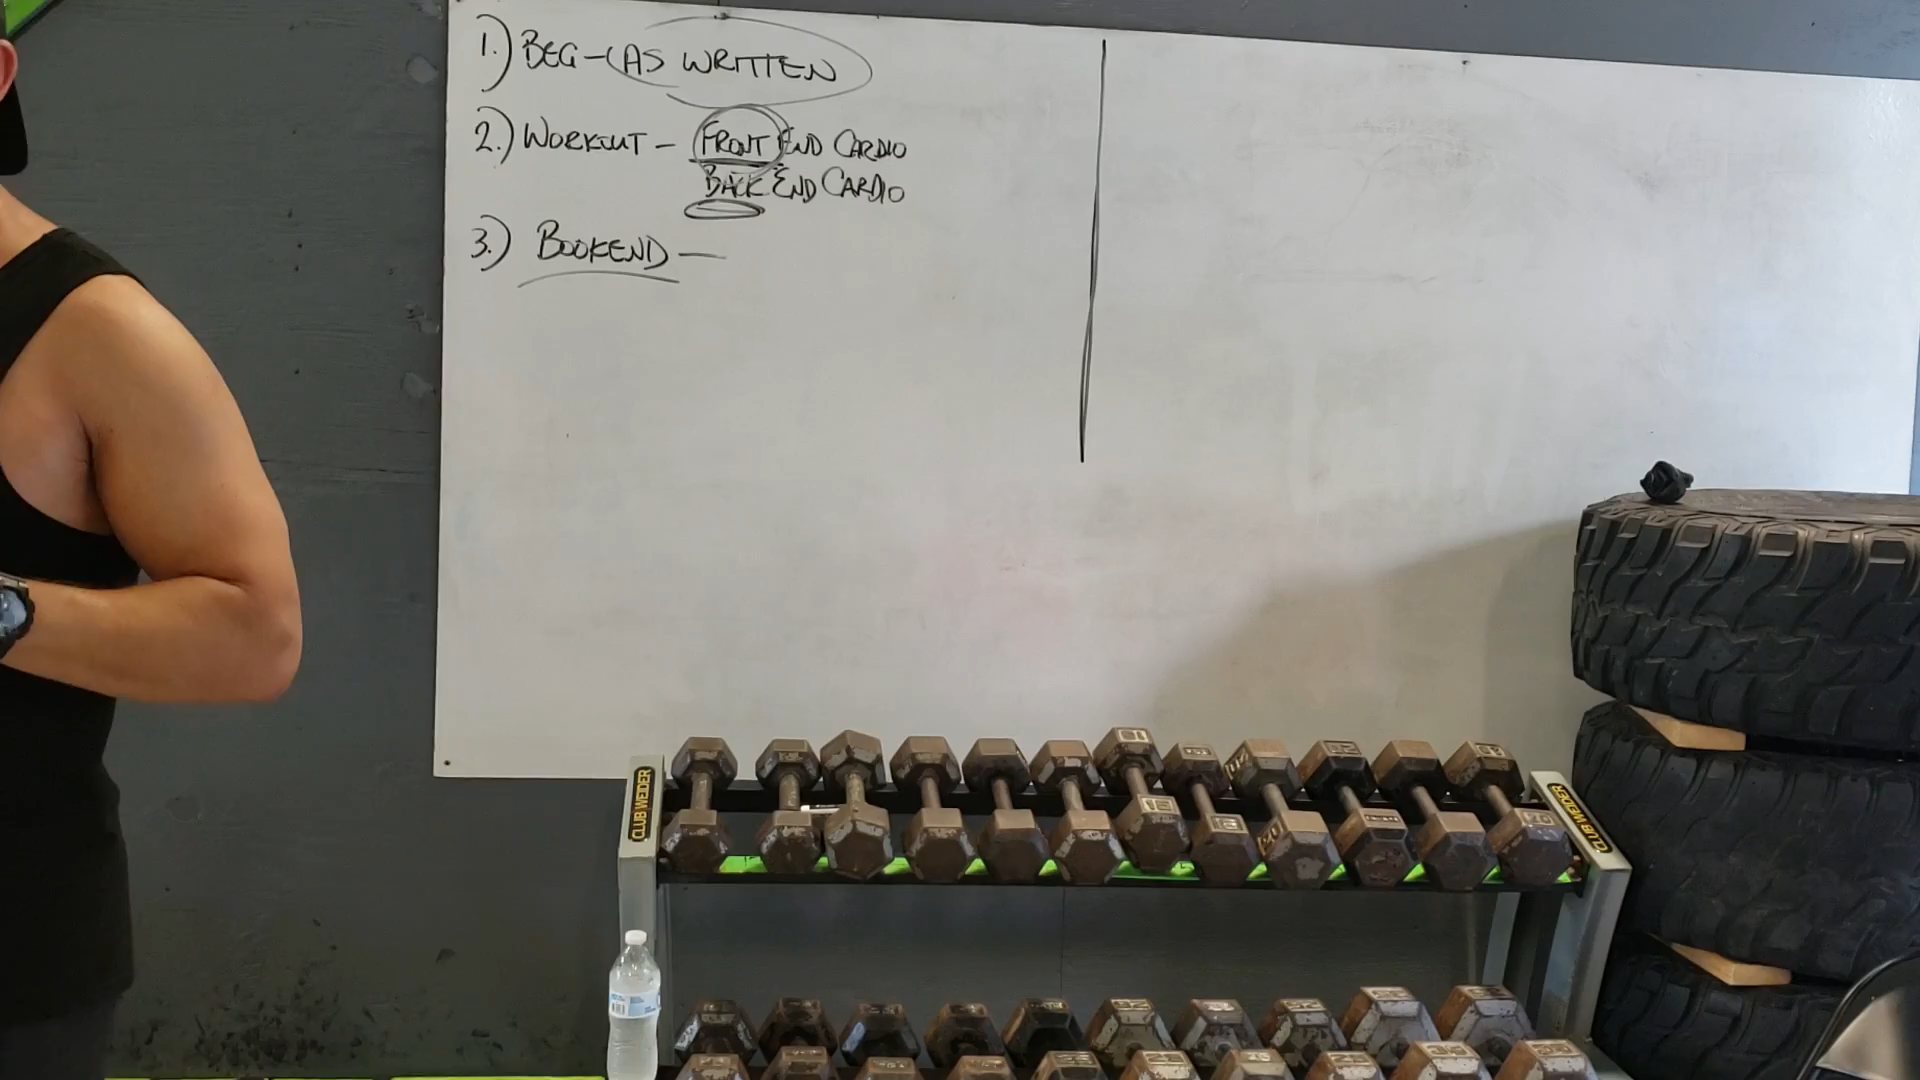 1.) BEG - (AS WRITTEN
2.) WORKOUT - FRONT END CARDIO
BACK END CARDIO
3.) BOOKEND -
CLUB WEIDER
CLUB WEIDER